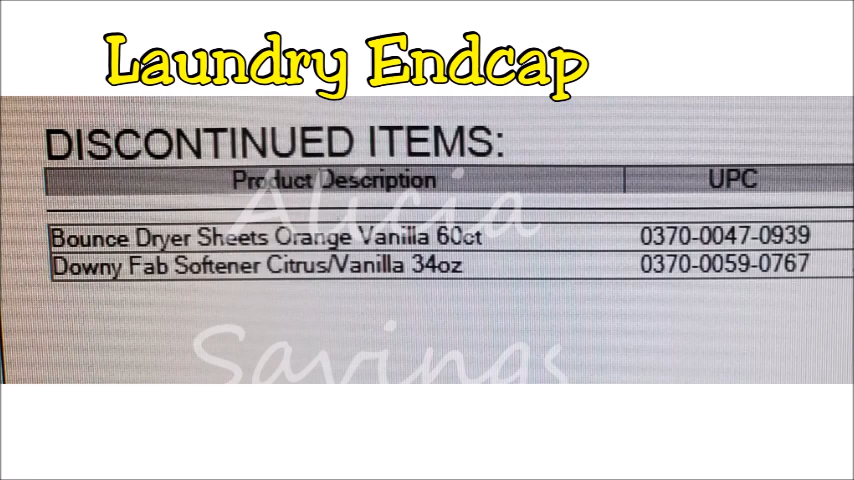 Laundry Endcap
DISCONTINUED ITEMS:
Product Description UPC
Bounce Dryer Sheets Orange Vanilla 60ct 0370-0047-0939
Downy Fab Softener Citrus/Vanilla 34oz 0370-0059-0767
Alicia
Savings